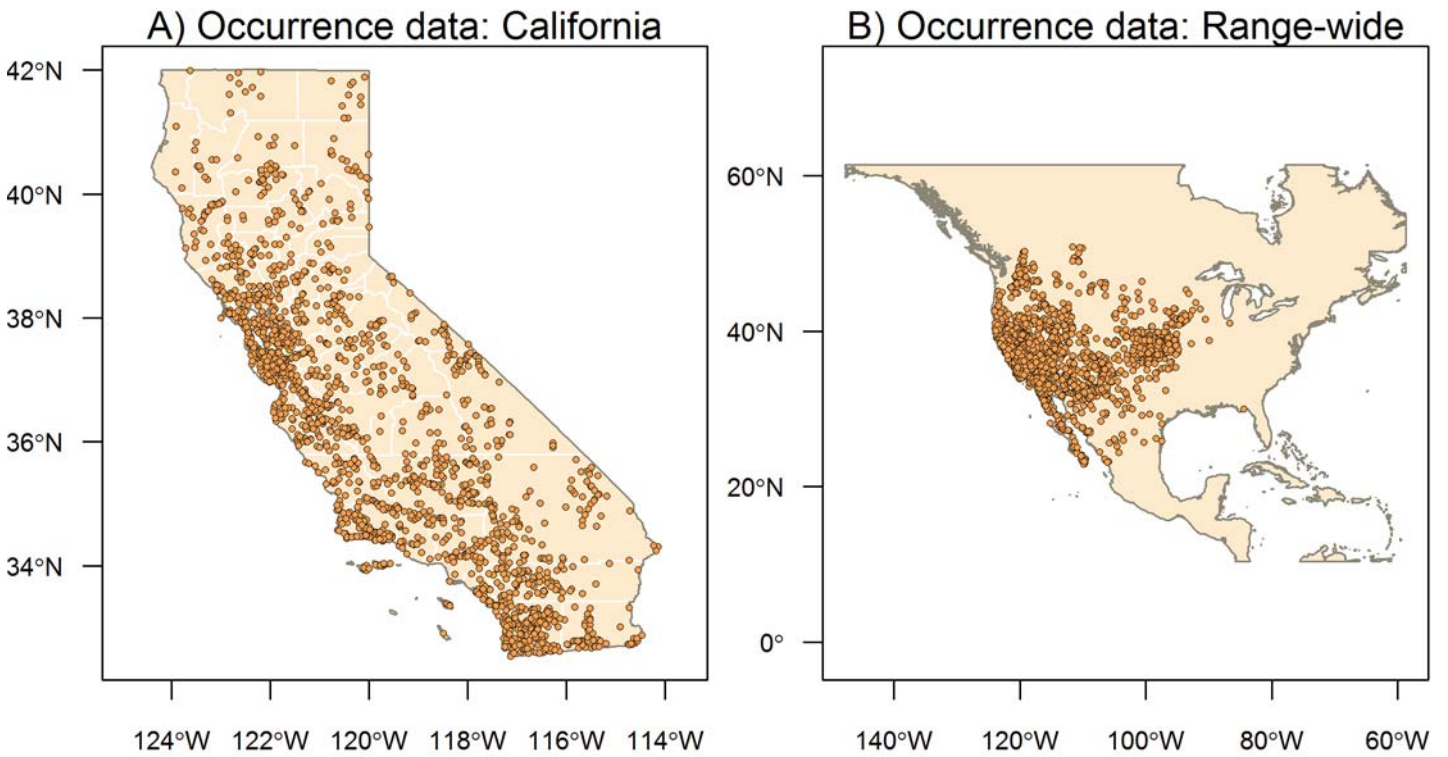 A) Occurrence data: California
42°N
40°N
38°N
36°N
34°N
124°W 122°W 120°W 118°W 116°W 114°W
B) Occurrence data: Range-wide
60°N
40°N
20°N
0°
140°W 120°W 100°W 80°W 60°W